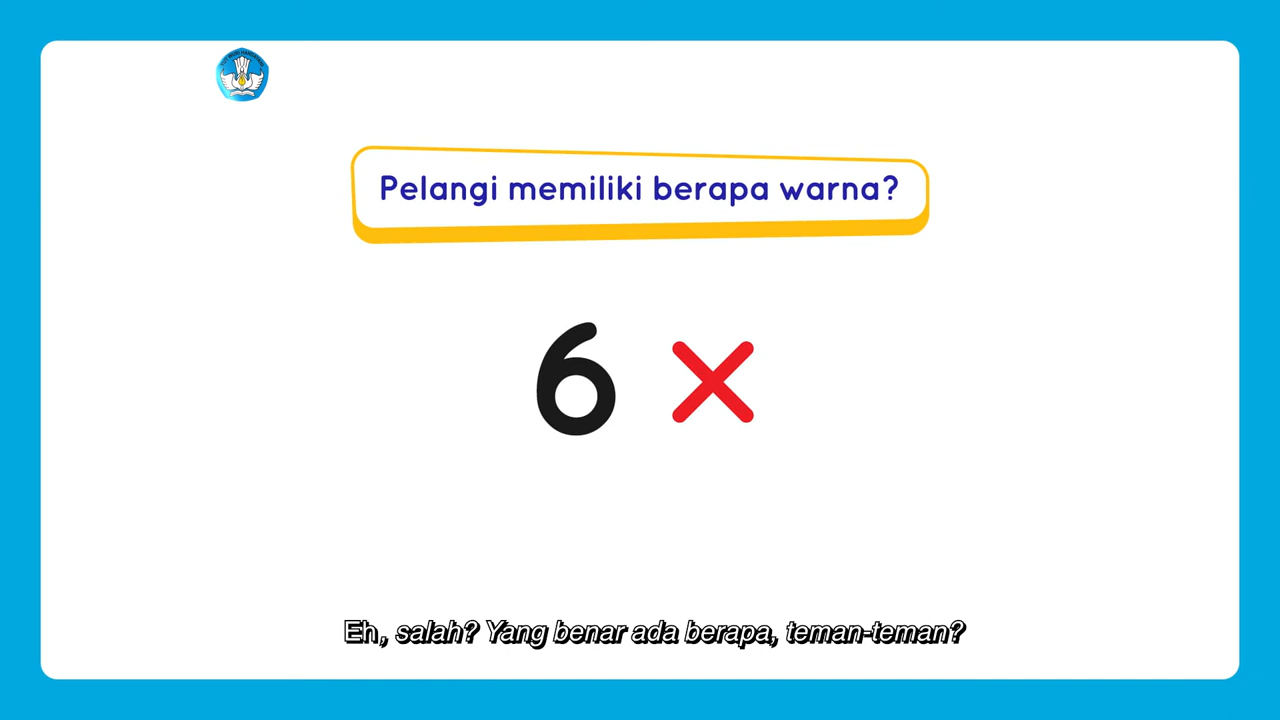 Pelangi memiliki berapa warna?
6
Eh, salah? Yang benar ada berapa, teman-teman?